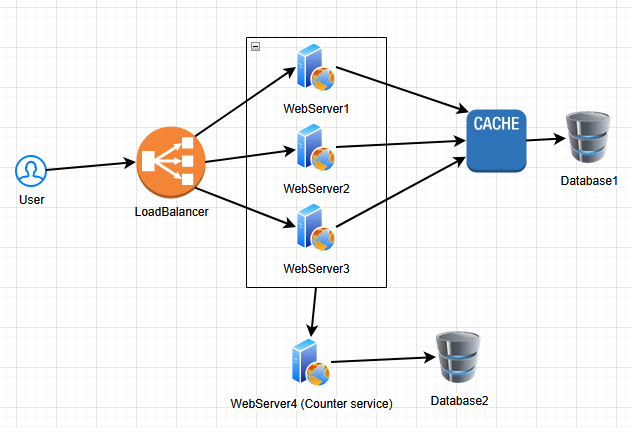 WebServer1
CACHE
WebServer2
Database1
User
LoadBalancer
WebServer3
WebServer4 (Counter service)
Database2